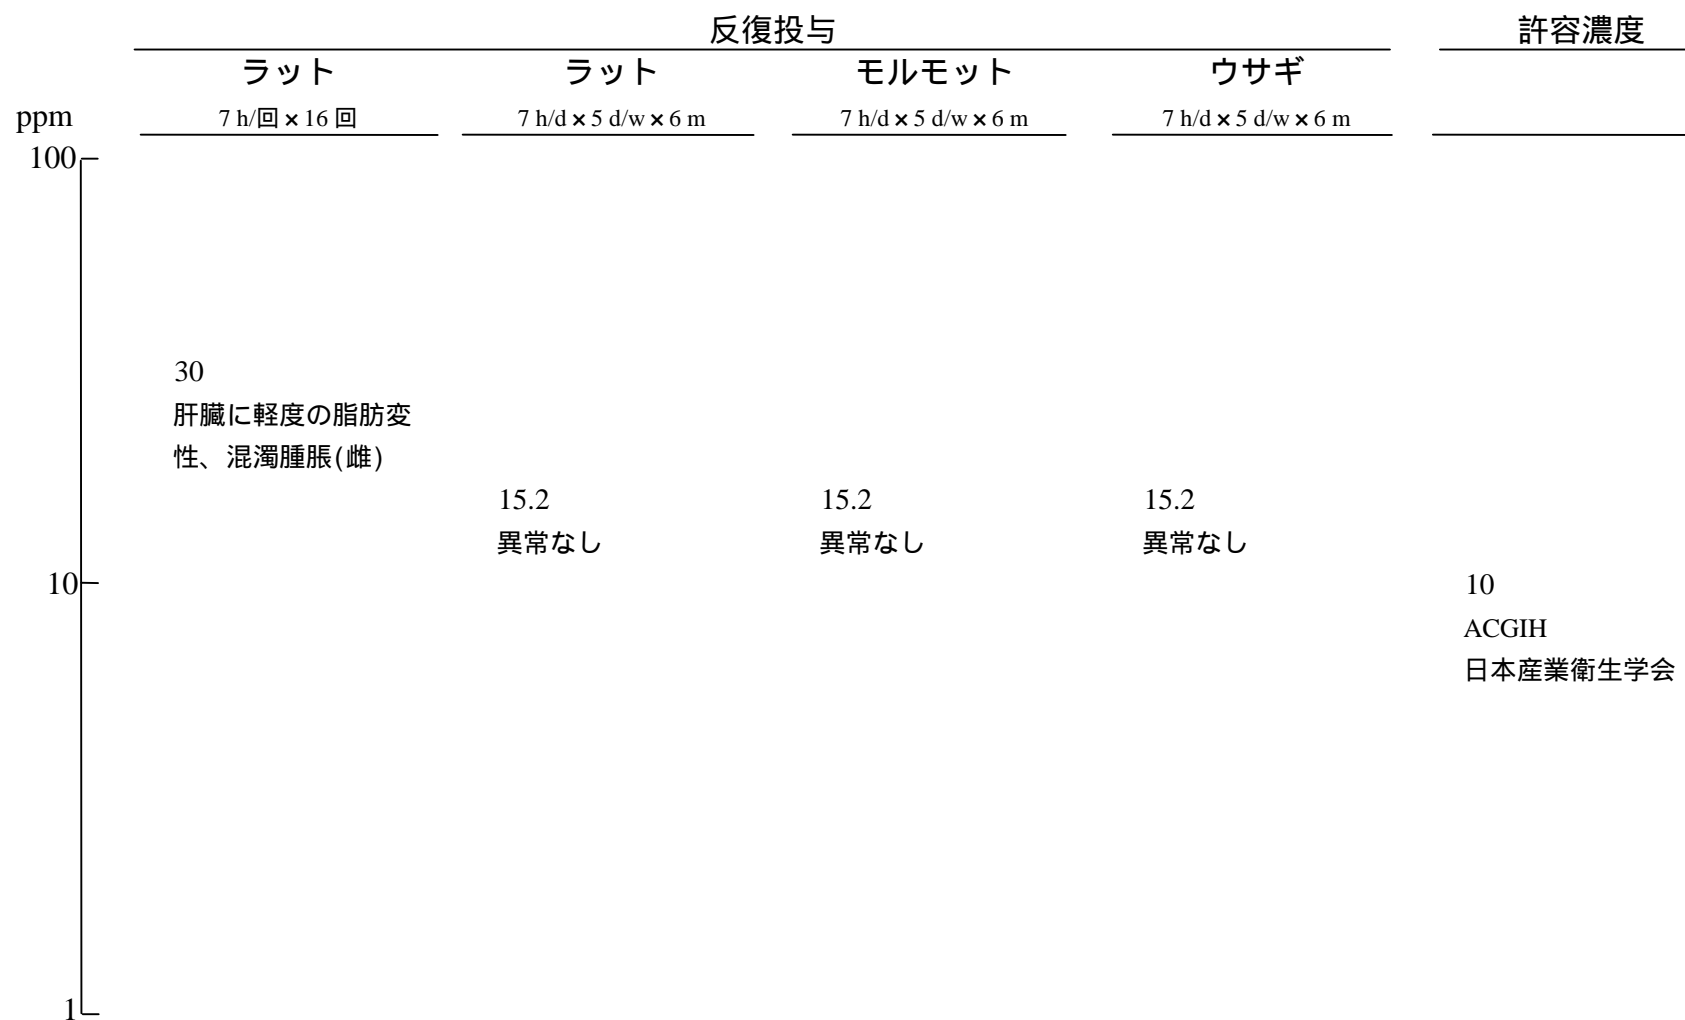 反復投与
許容濃度
ラット
ラット
モルモット
ウサギ
ppm
7 h/回×16 回
7 h/d×5 d/w×6 m
7 h/d×5 d/w×6 m
7 h/d×5 d/w×6 m
100
30
肝臓に軽度の脂肪変
性、混濁腫脹(雌)
15.2
異常なし
15.2
異常なし
15.2
異常なし
10
10
ACGIH
日本産業衛生学会
1